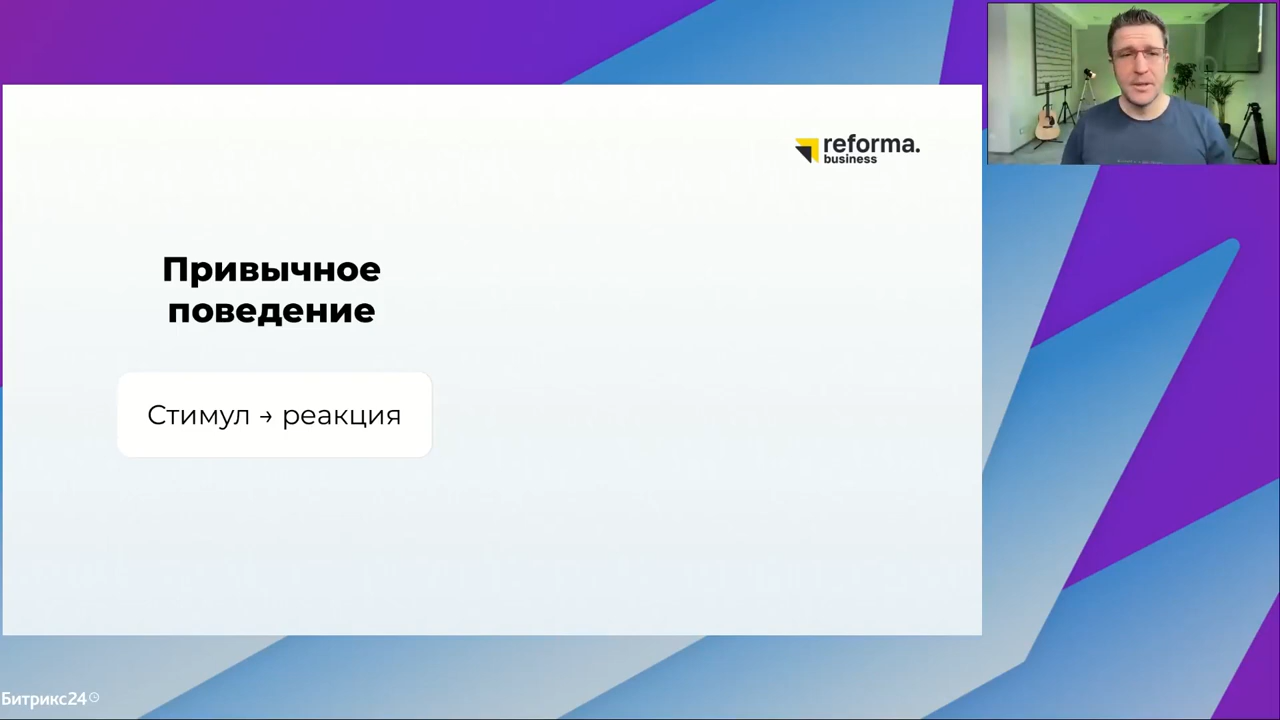 reforma.
business
Привычное
поведение
Стимул → реакция
Битрикс24